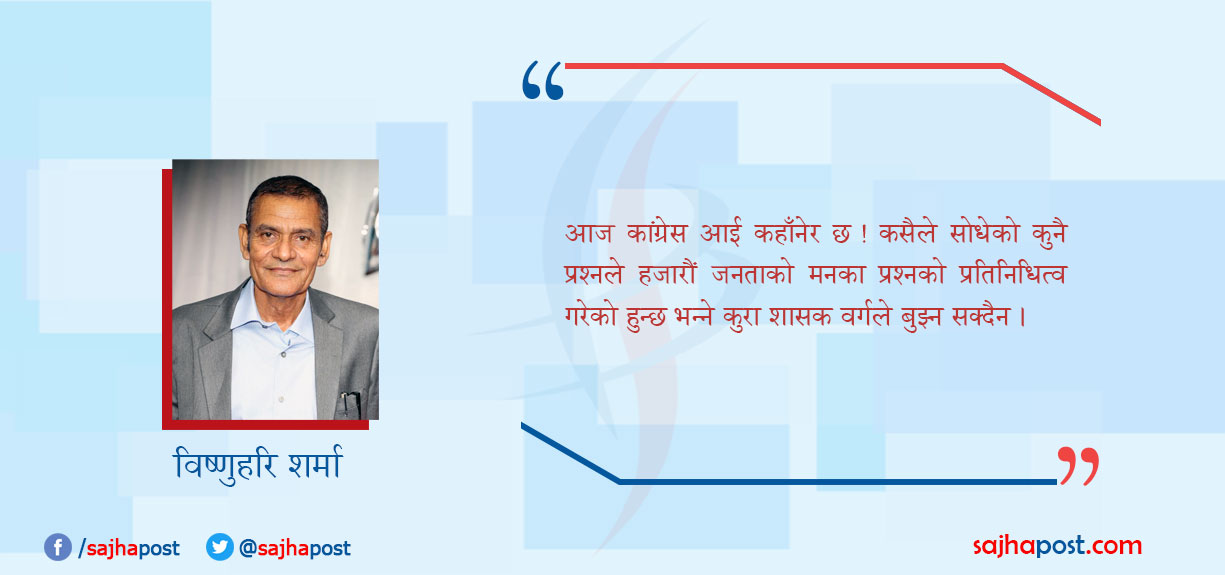 “
आज कांग्रेस आई कहाँनेर छ ! कसैले सोधेको कुनै
प्रश्नले हजारौं जनताको मनका प्रश्नको प्रतिनिधित्व
गरेको हुन्छ भन्ने कुरा शासक वर्गले बुझ्न सक्दैन ।
”
विष्णुहरि शर्मा
/sajhapost @sajhapost
sajhapost.com